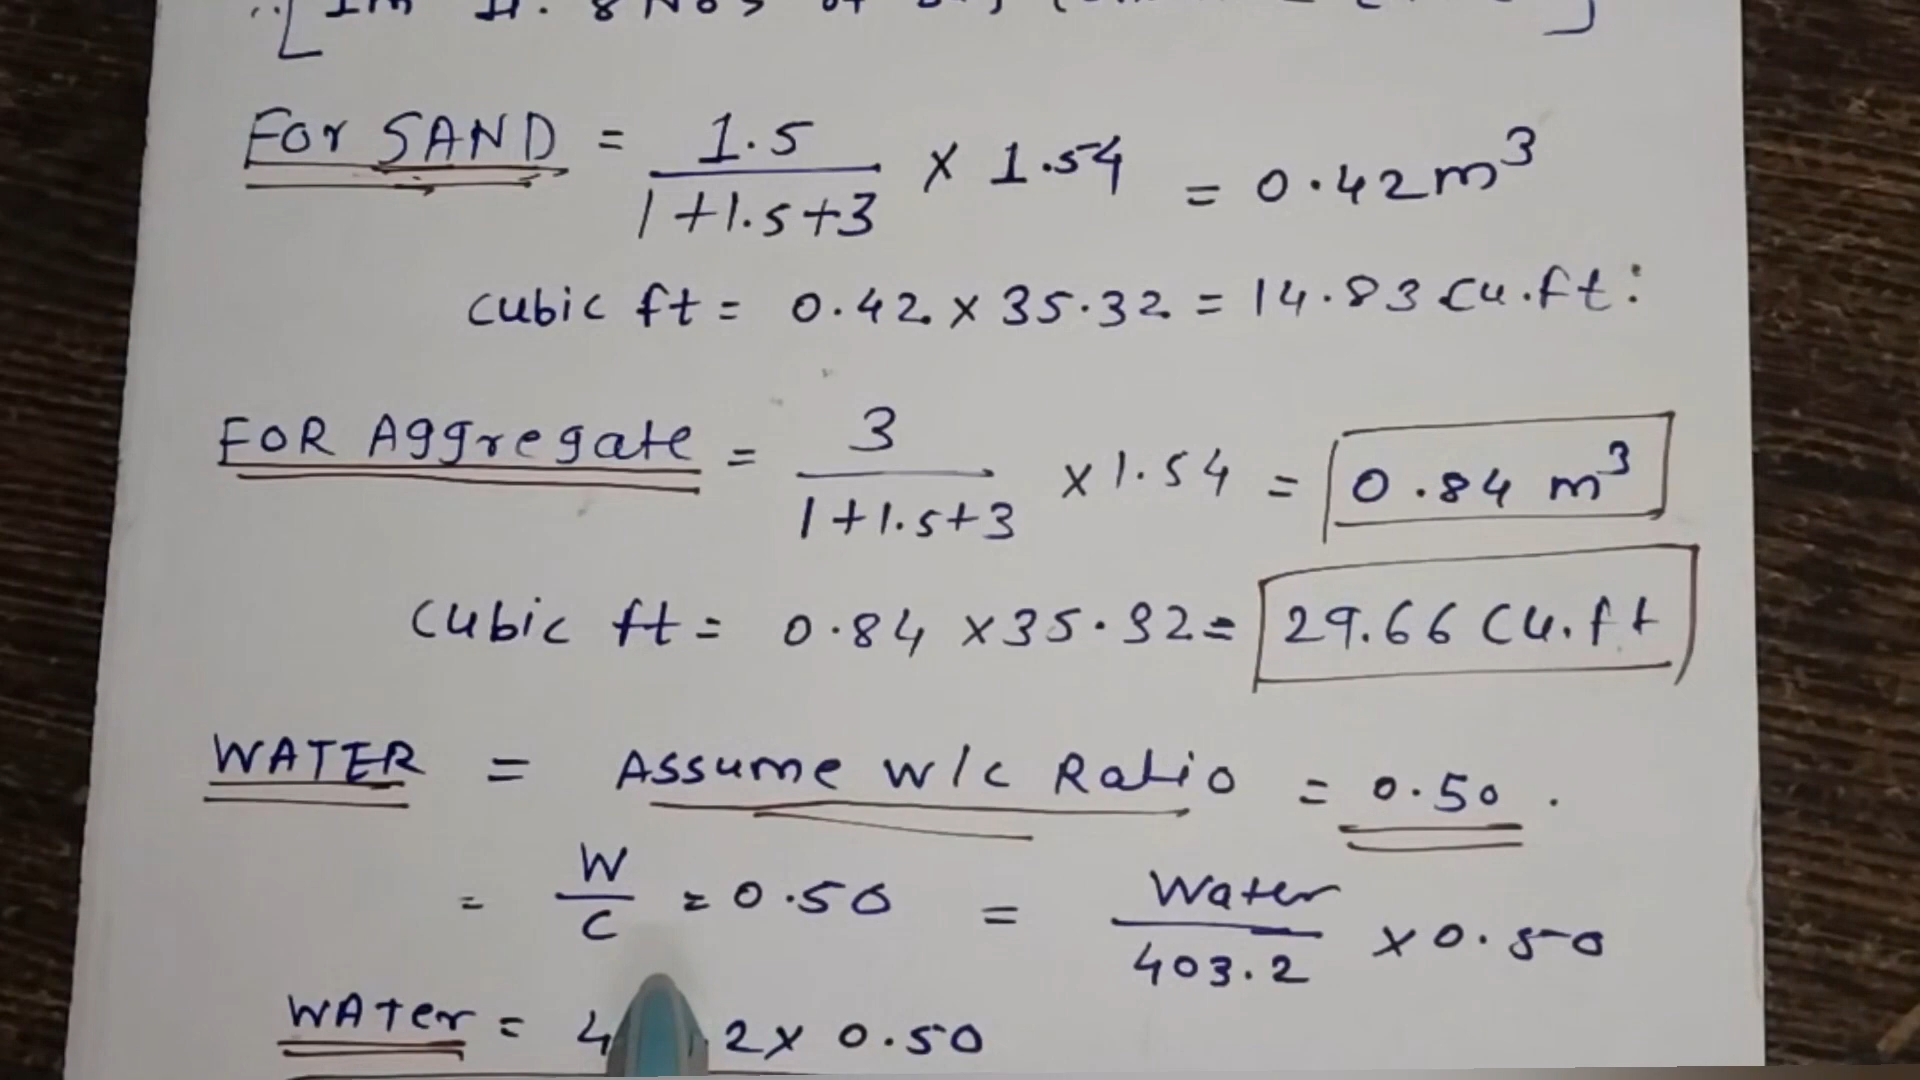 For SAND = 1.5 / 1+1.5+3 × 1.54 = 0.42 m³
cubic ft = 0.42 × 35.32 = 14.83 cu.ft:
FOR Aggregate = 3 / 1+1.5+3 × 1.54 = 0.84 m³
cubic ft = 0.84 × 35.32 = 29.66 cu.ft
WATER = Assume w/c Ratio = 0.50 .
= W/C = 0.50 = Water / 403.2 × 0.50
WATer = 4 .2 × 0.50